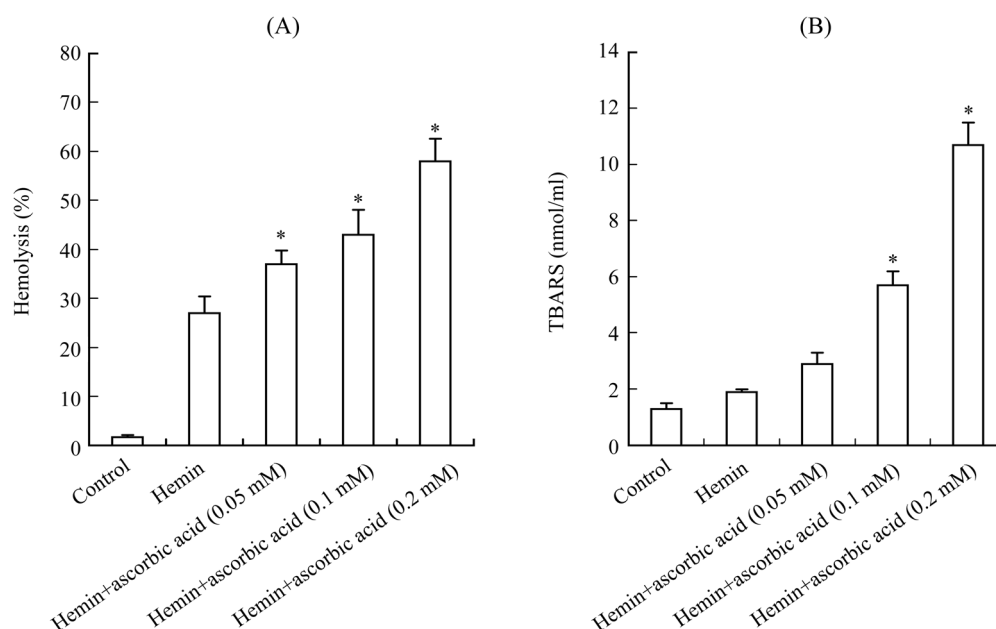 (A)
80
70
60
50
40
30
20
10
0
Hemolysis (%)
*
*
*
Control
Hemin
Hemin+ascorbic acid (0.05 mM)
Hemin+ascorbic acid (0.1 mM)
Hemin+ascorbic acid (0.2 mM)
(B)
14
12
10
8
6
4
2
0
TBARS (nmol/ml)
*
*
Control
Hemin
Hemin+ascorbic acid (0.05 mM)
Hemin+ascorbic acid (0.1 mM)
Hemin+ascorbic acid (0.2 mM)